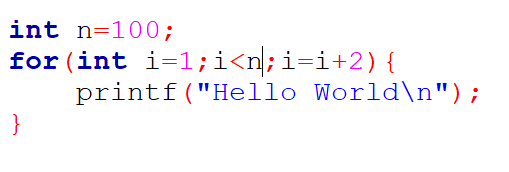 int n=100;
for(int i=1;i<n;i=i+2){
    printf("Hello World\n");
}